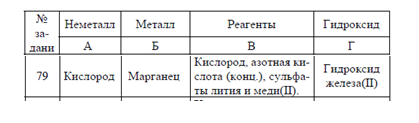 № за- дани
Неметалл Металл Реагенты Гидроксид
А Б В Г
79 Кислород Марганец Кислород, азотная ки-
слота (конц.), сульфа-
ты лития и меди(II).
Гидроксид
железа(II)